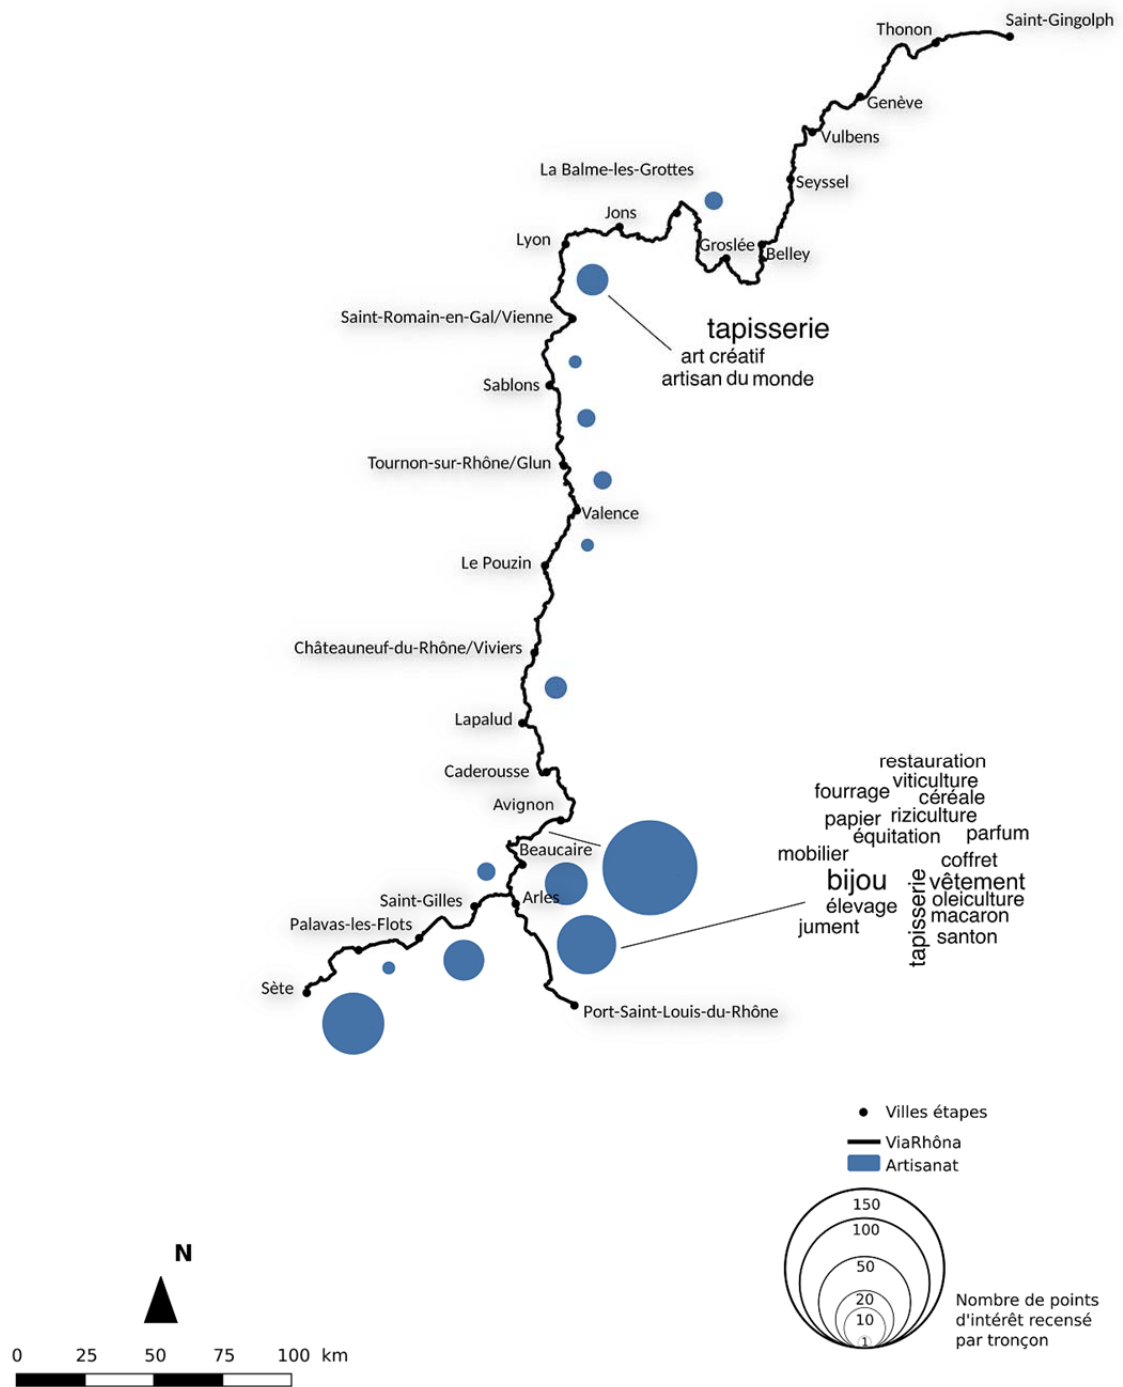 Saint-Gingolph
Thonon
Genève
Vulbens
La Balme-les-Grottes
Seyssel
Jons
Lyon
Groslée
Belley
Saint-Romain-en-Gal/Vienne
tapisserie
art créatif
artisan du monde
Sablons
Tournon-sur-Rhône/Glun
Valence
Le Pouzin
Châteauneuf-du-Rhône/Viviers
Lapalud
Caderousse
Avignon
Beaucaire
Saint-Gilles
Arles
Palavas-les-Flots
Sète
Port-Saint-Louis-du-Rhône
restauration
viticulture
fourrage
céréale
papier
riziculture
équitation
parfum
mobilier
coffret
bijou
vêtement
tapisserie
oleiculture
élevage
macaron
jument
santon
Villes étapes
ViaRhôna
Artisanat
150
100
50
20
10
1
Nombre de points
d'intérêt recensé
par tronçon
N
0 25 50 75 100 km